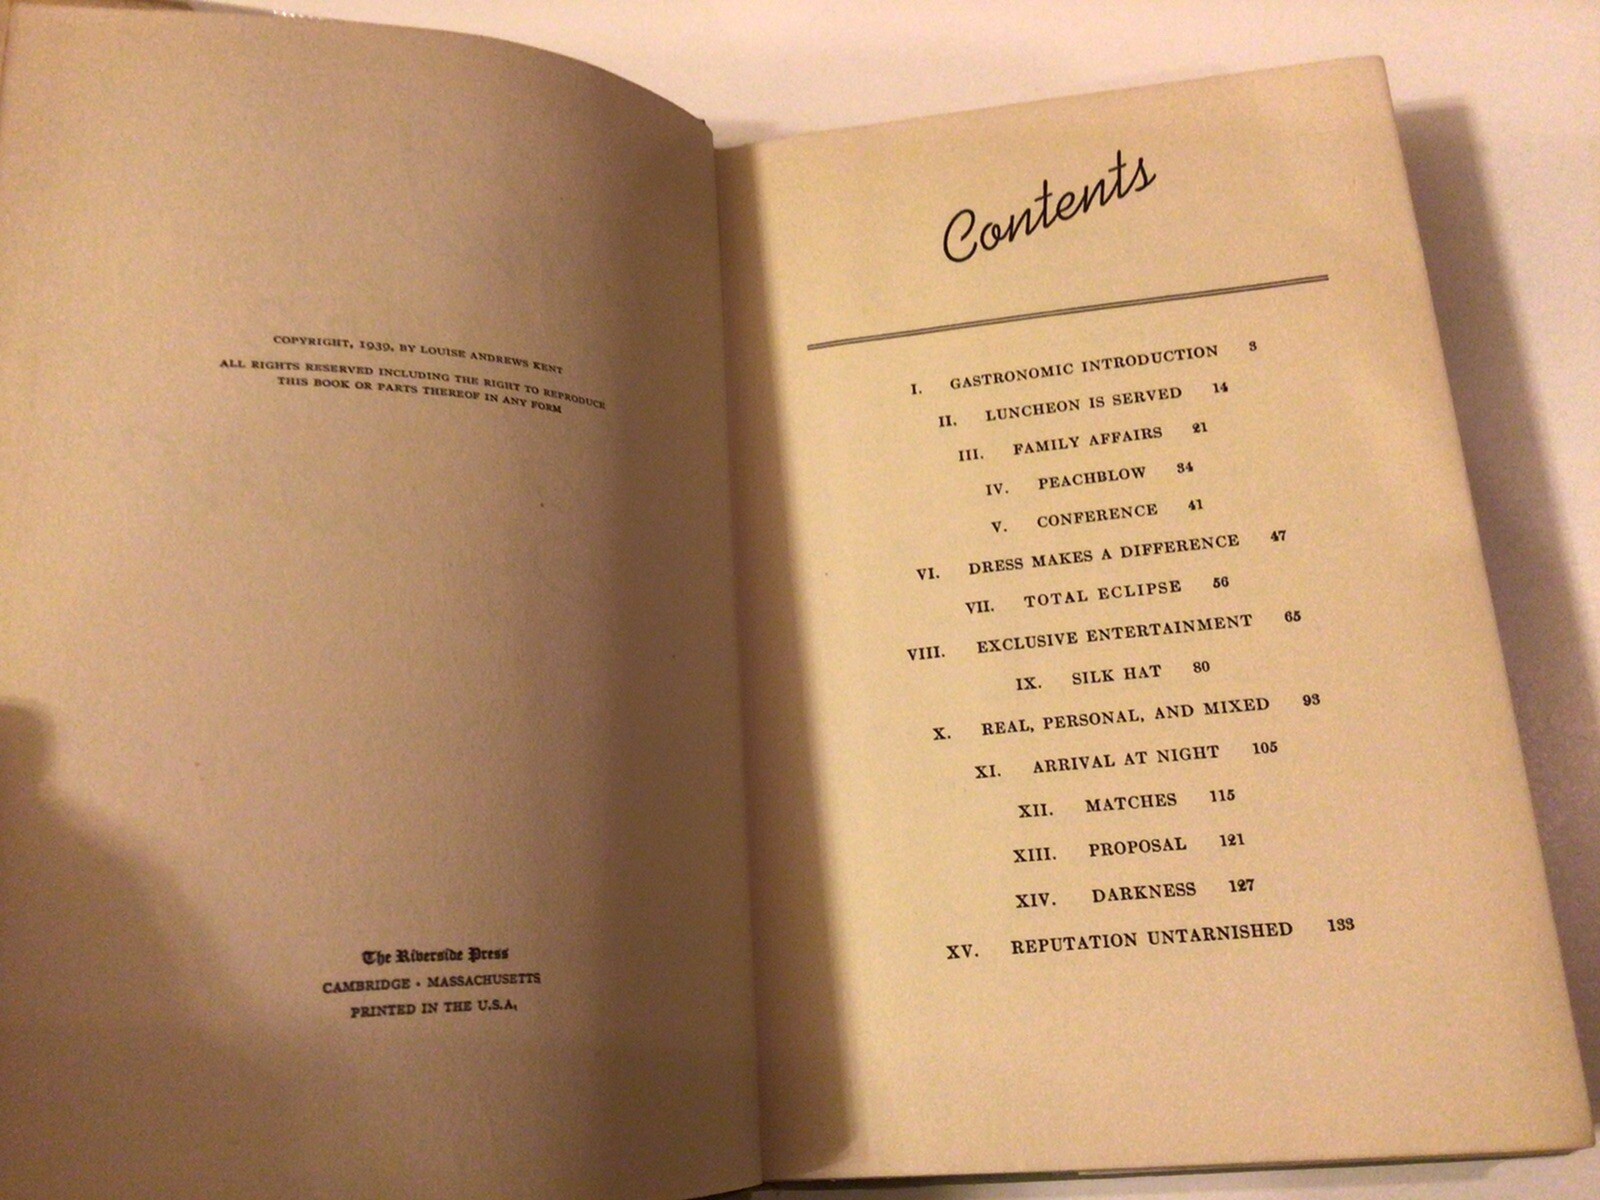 COPYRIGHT, 1939, BY LOUISE ANDREWS KENT
ALL RIGHTS RESERVED INCLUDING THE RIGHT TO REPRODUCE
THIS BOOK OR PARTS THEREOF IN ANY FORM
The Riverside Press
CAMBRIDGE · MASSACHUSETTS
PRINTED IN THE U.S.A.
Contents
I. GASTRONOMIC INTRODUCTION 3
II. LUNCHEON IS SERVED 14
III. FAMILY AFFAIRS 21
IV. PEACHBLOW 34
V. CONFERENCE 41
VI. DRESS MAKES A DIFFERENCE 47
VII. TOTAL ECLIPSE 56
VIII. EXCLUSIVE ENTERTAINMENT 65
IX. SILK HAT 80
X. REAL, PERSONAL, AND MIXED 93
XI. ARRIVAL AT NIGHT 105
XII. MATCHES 115
XIII. PROPOSAL 121
XIV. DARKNESS 127
XV. REPUTATION UNTARNISHED 133